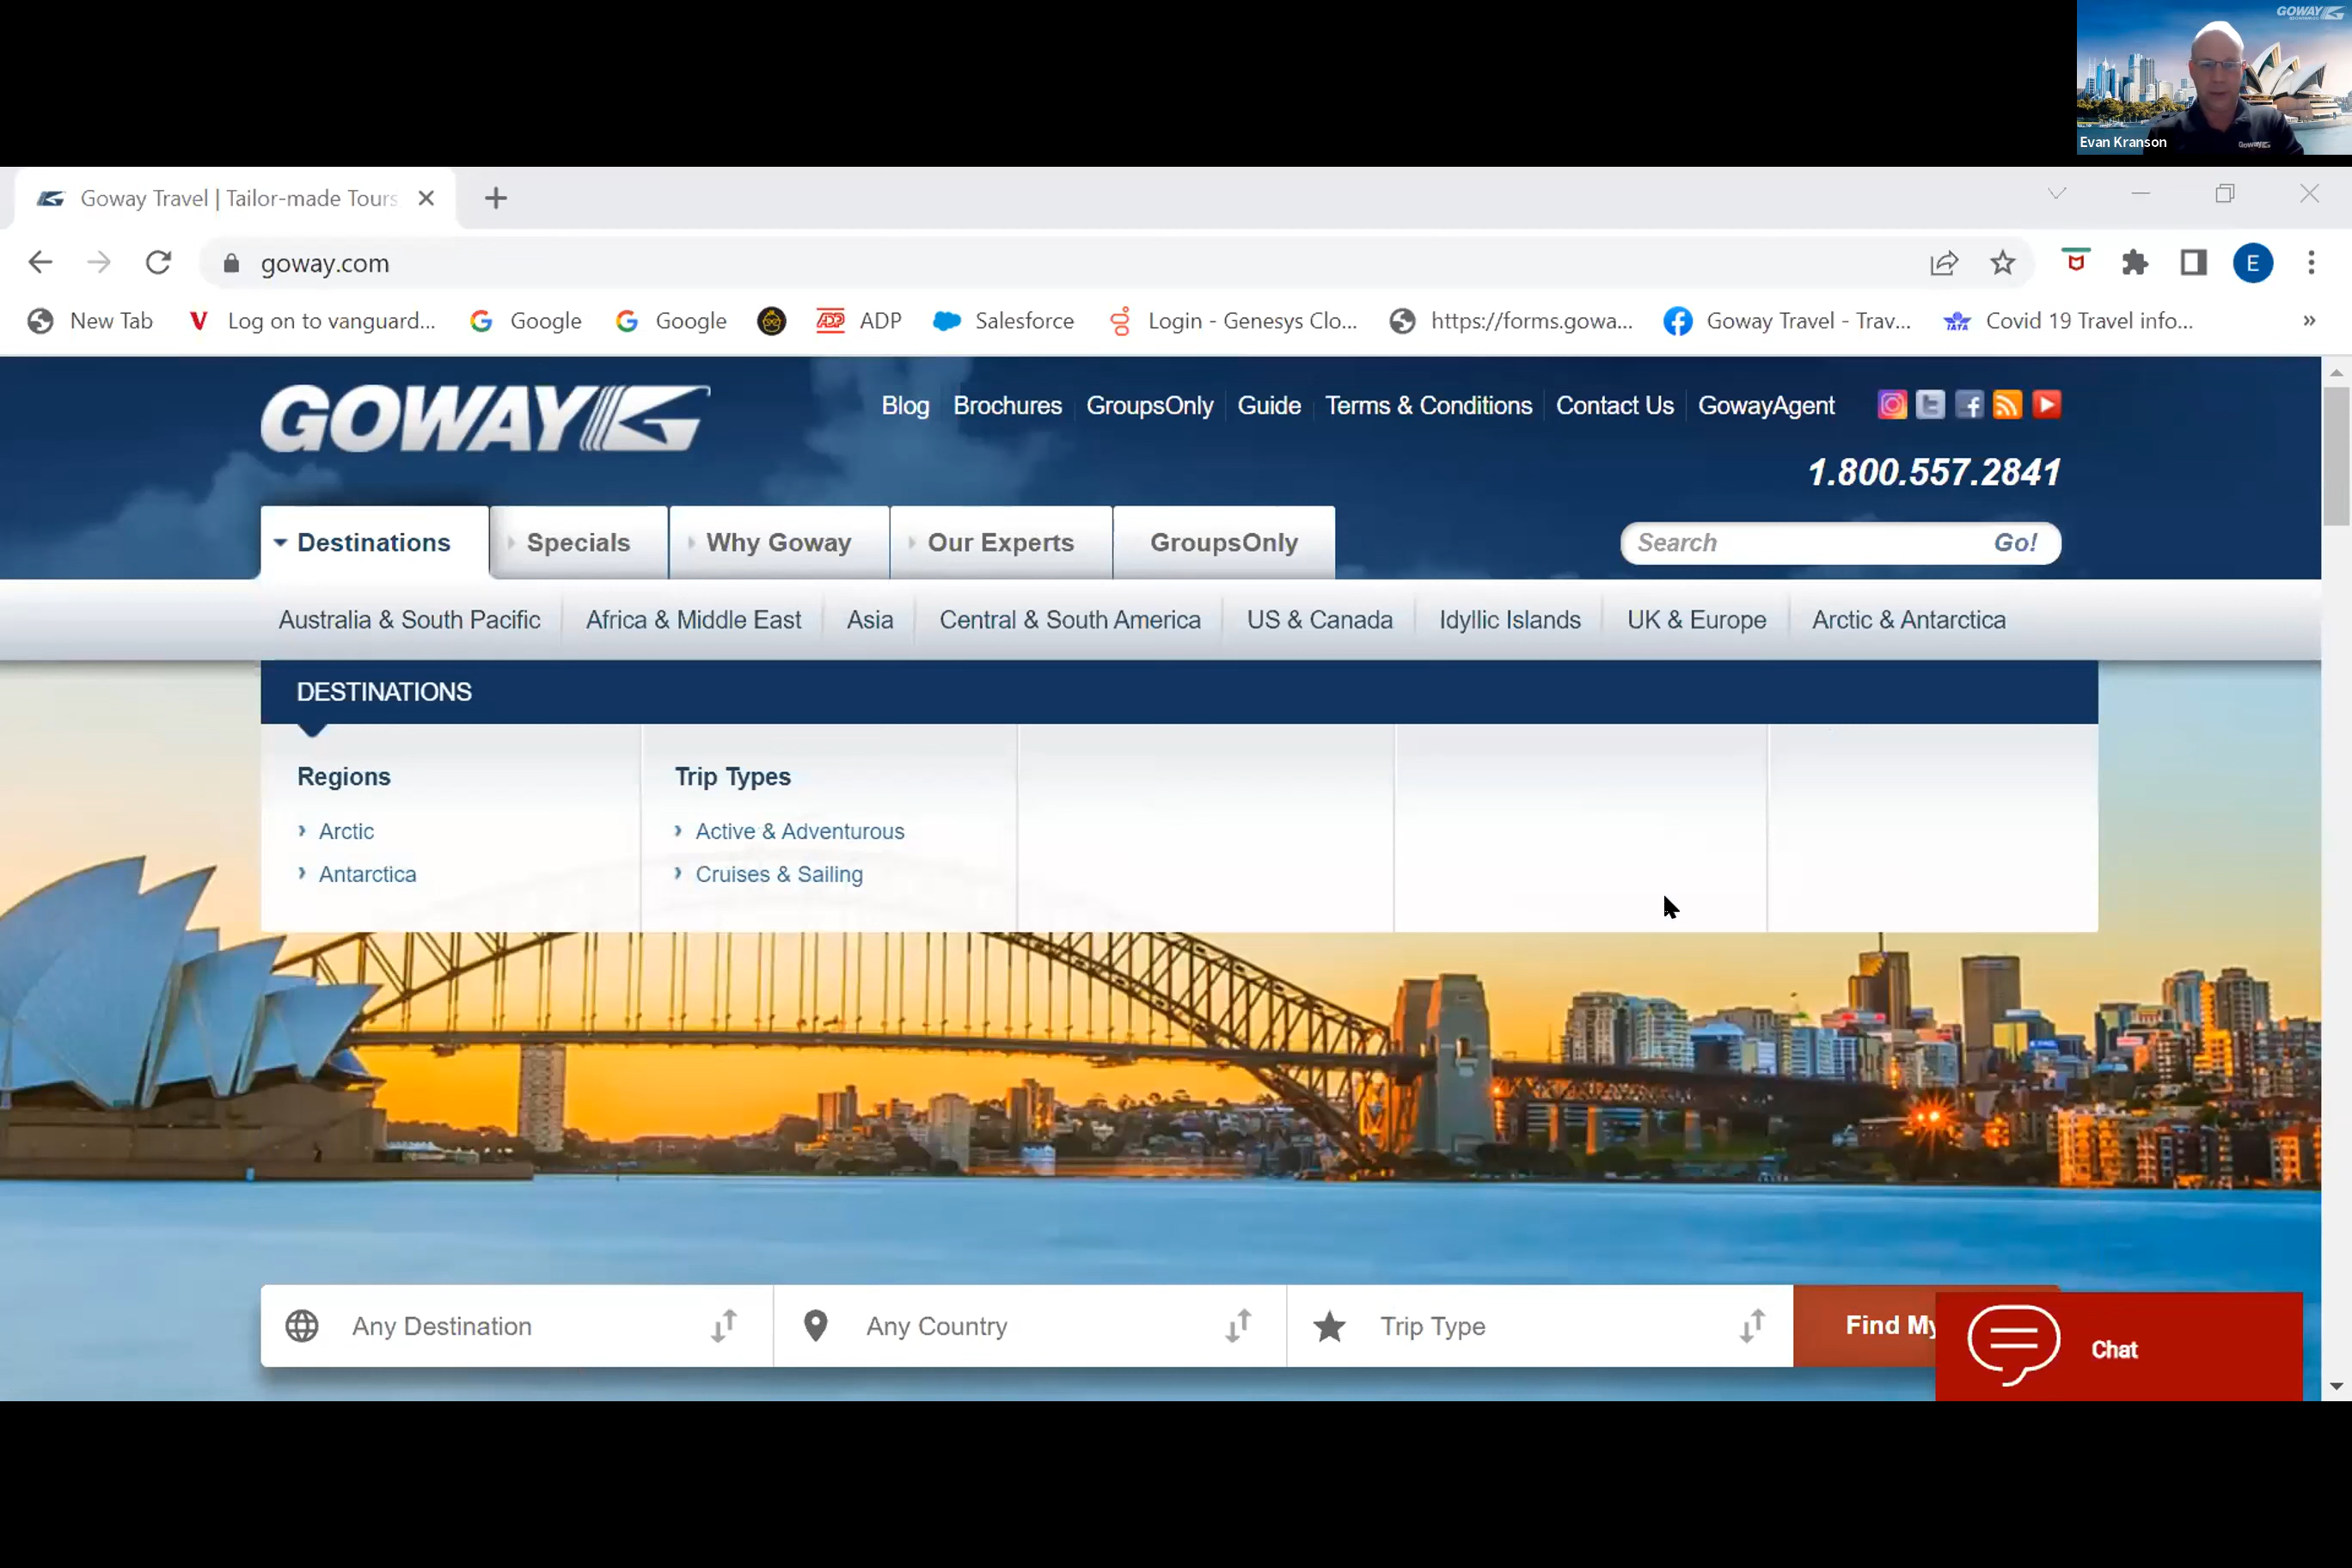 GOWAY
Evan Kranson
GOWAY
Goway Travel | Tailor-made Tours
goway.com
E
New Tab
Log on to vanguard...
Google
Google
ADP
ADP
Salesforce
Login - Genesys Clo...
https://forms.gowa...
Goway Travel - Trav...
IATA
Covid 19 Travel info...
»
GOWAY
Blog
Brochures
GroupsOnly
Guide
Terms & Conditions
Contact Us
GowayAgent
1.800.557.2841
Destinations
Specials
Why Goway
Our Experts
GroupsOnly
Search
Go!
Australia & South Pacific
Africa & Middle East
Asia
Central & South America
US & Canada
Idyllic Islands
UK & Europe
Arctic & Antarctica
DESTINATIONS
Regions
Trip Types
Arctic
Active & Adventurous
Antarctica
Cruises & Sailing
Any Destination
Any Country
Trip Type
Find My
Chat